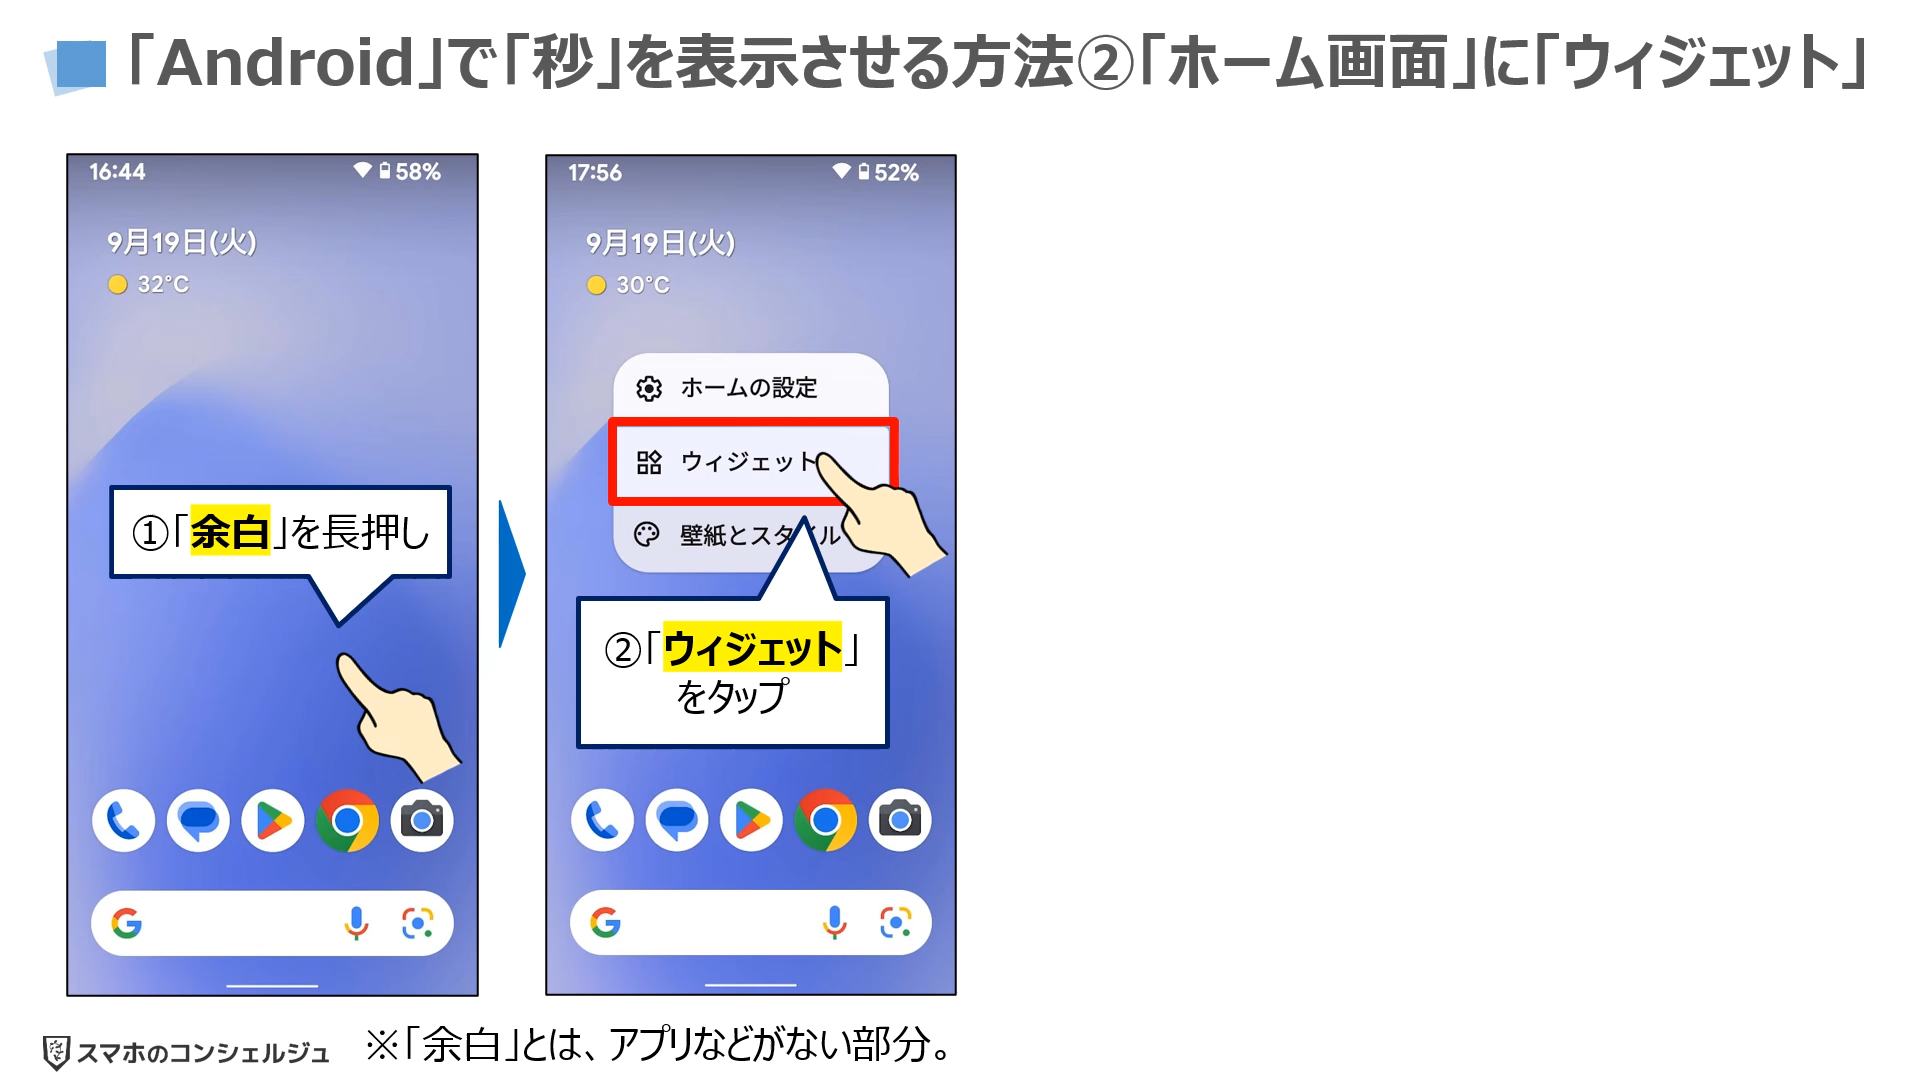 「Android」で「秒」を表示させる方法②「ホーム画面」に「ウィジェット」
16:44
58%
9月19日(火)
32°C
①「余白」を長押し
17:56
52%
9月19日(火)
30°C
ホームの設定
ウィジェット
壁紙とスタイル
②「ウィジェット」
をタップ
スマホのコンシェルジュ
※「余白」とは、アプリなどがない部分。